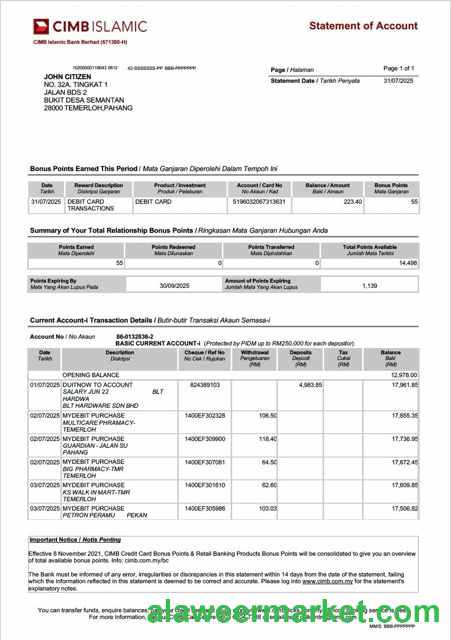 CIMB ISLAMIC
Statement of Account
CIMB Islamic Bank Berhad (671380-H)
JOHN CITIZEN
NO. 32A. TINGKAT 1
JALAN BDS 2
BUKIT DESA SEMANTAN
28000 TEMERLOH,PAHANG
Page / Halaman Page 1 of 1
Statement Date / Tarikh Penyata 31/07/2025
Bonus Points Earned This Period / Mata Ganjaran Diperolehi Dalam Tempoh Ini
Date Reward Description Product / Investment Account / Card No Balance / Amount Bonus Points
Tarikh Diskripsi Ganjaran Produk / Pelaburan No Akaun / Kad Baki / Amaun Mata Ganjaran
31/07/2025 DEBIT CARD DEBIT CARD 5196032067313631 223.40 55
TRANSACTIONS
Summary of Your Total Relationship Bonus Points / Ringkasan Mata Ganjaran Hubungan Anda
Points Earned Points Redeemed Points Transferred Total Points Available
Mata Diperolehi Mata Dilunaskan Mata Dipindahkan Jumlah Mata Terkini
55 0 0 14,498
Points Expiring By 30/09/2025 Amount of Points Expiring 1,139
Mata Yang Akan Lupus Pada Jumlah Mata Yang Akan Lupus
Current Account-i Transaction Details / Butir-butir Transaksi Akaun Semasa-i
Account No / No Akaun 86-0132836-2
BASIC CURRENT ACCOUNT-i (Protected by PIDM up to RM250,000 for each depositor)
Date Description Cheque / Ref No Withdrawal Deposits Tax Balance
Tarikh Diskripsi No Cek / Rujukan Pengeluaran Deposit Cukai Baki
(RM) (RM) (RM) (RM)
OPENING BALANCE 12,978.00
01/07/2025 DUITNOW TO ACCOUNT 824389103 4,983.85 17,961.85
SALARY JUN 22 BLT
HARDWA
BLT HARDWARE SDN BHD
02/07/2025 MYDEBIT PURCHASE 1400EF302328 106.50 17,855.35
MULTICARE PHRAMACY-
TEMERLOH
02/07/2025 MYDEBIT PURCHASE 1400EF309960 118.40 17,736.95
GUARDIAN - JALAN SU
PAHANG
02/07/2025 MYDEBIT PURCHASE 1400EF307081 64.50 17,672.45
BIG PHARMACY-TMR
TEMERLOH
03/07/2025 MYDEBIT PURCHASE 1400EF301610 62.60 17,609.85
KS WALK IN MART-TMR
TEMERLOH
03/07/2025 MYDEBIT PURCHASE 1400EF305986 103.03 17,506.82
PETRON PERAMU PEKAN
Important Notice / Notis Penting
Effective 8 November 2021, CIMB Credit Card Bonus Points & Retail Banking Products Bonus Points will be consolidated to give you an overview
of total available bonus points. Info: cimb.com.my/bc
The Bank must be informed of any error, irregularities or discrepancies in this statement within 14 days from the date of the statement, failing
which the information reflected in this statement is deemed to be correct and accurate. Please log into www.cimb.com.my for the statement's
explanatory notes.
You can transfer funds, enquire balances,
For more information,
alaweermarket.com